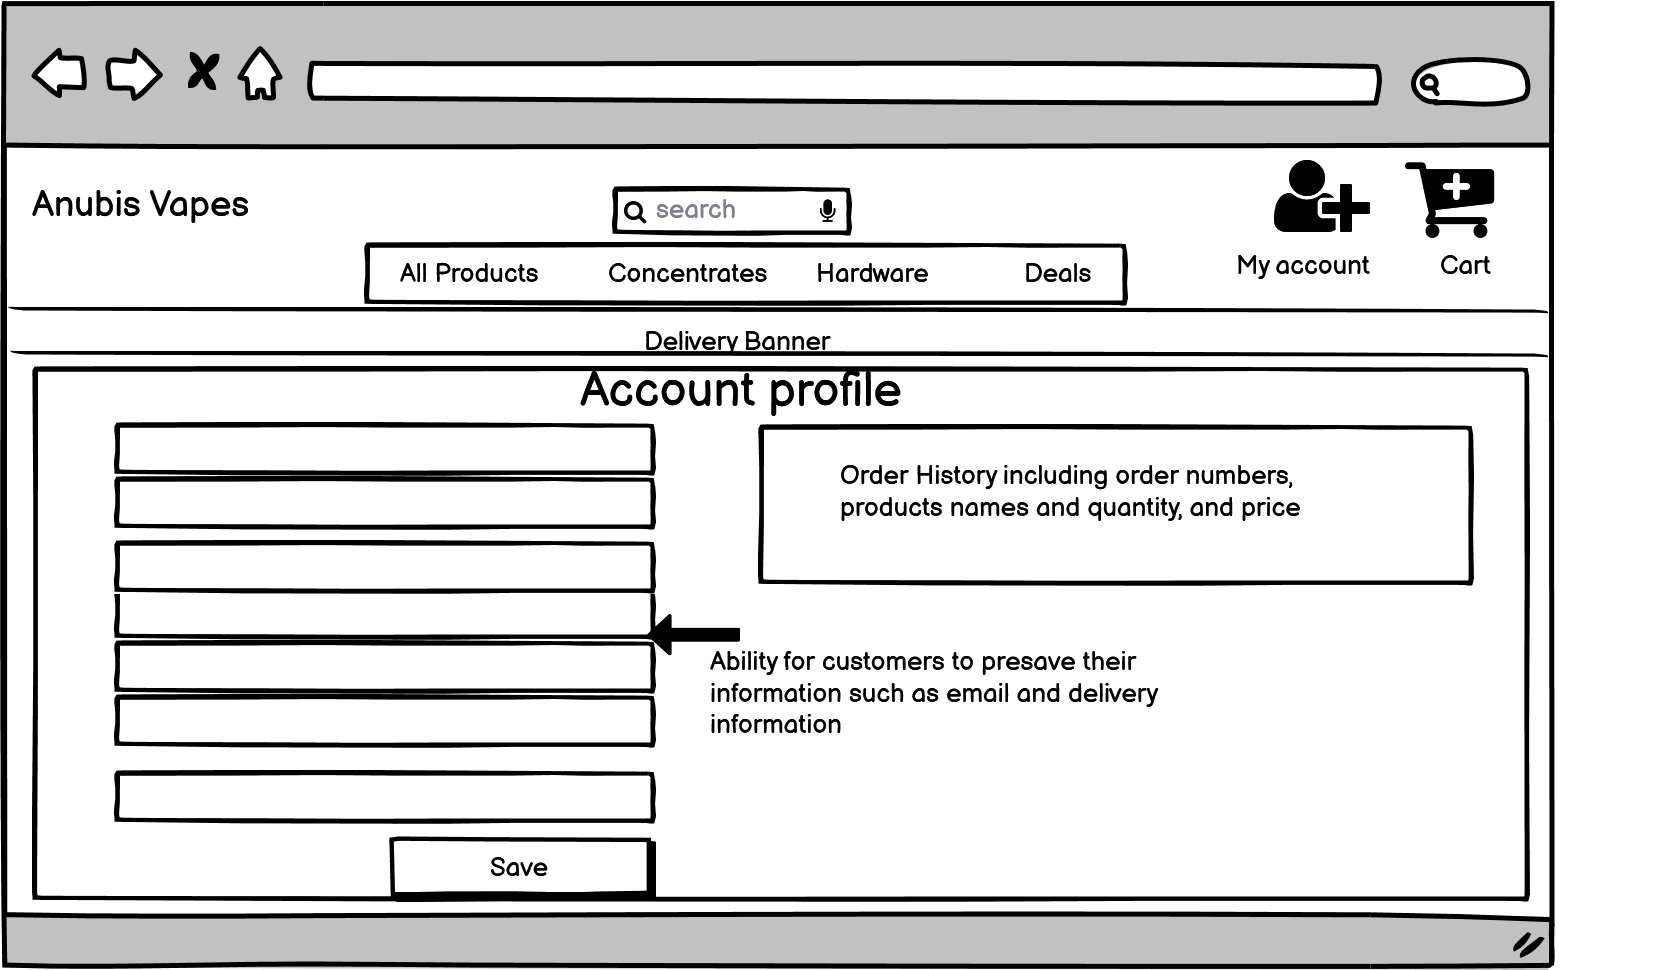 Anubis Vapes
search
My account
Cart
All Products
Concentrates
Hardware
Deals
Delivery Banner
Account profile
Order History including order numbers,
products names and quantity, and price
Ability for customers to presave their
information such as email and delivery
information
Save